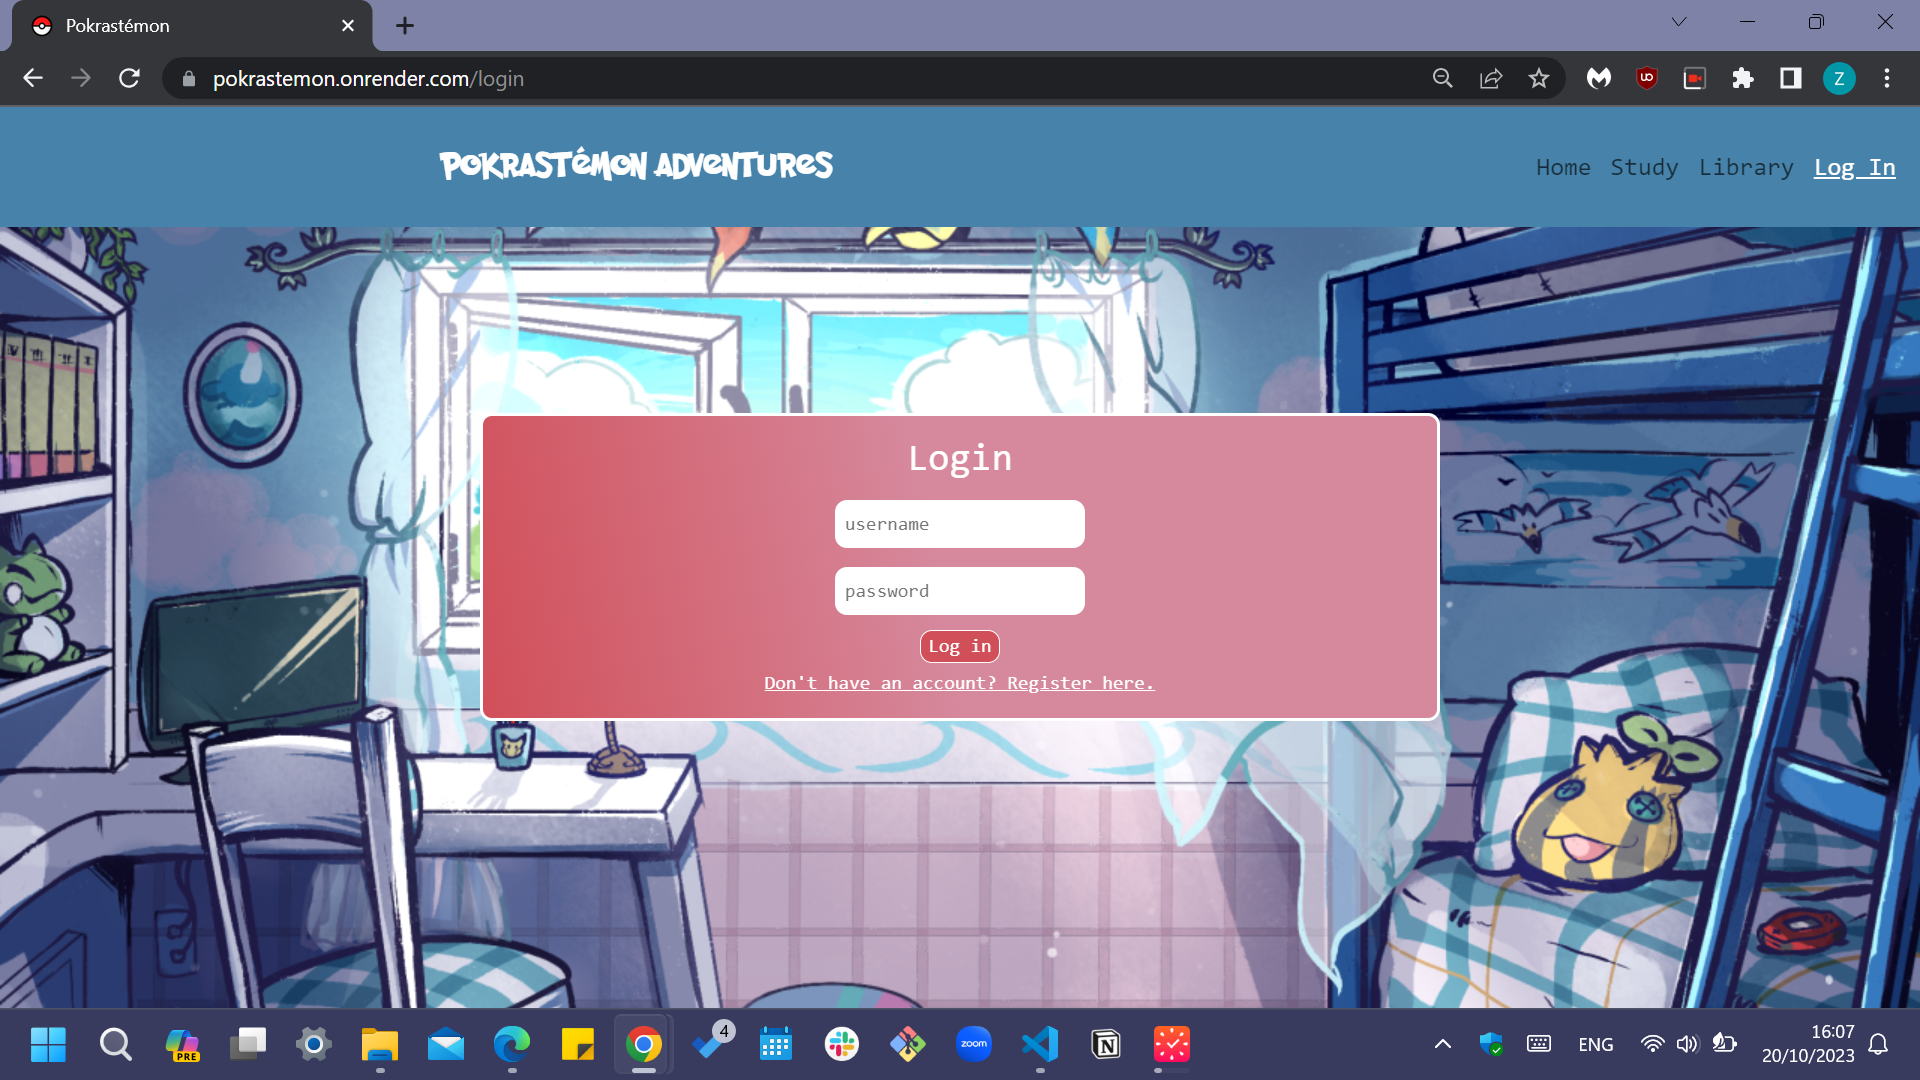 Pokrastémon
pokrastemon.onrender.com/login
Z
POKRASTéMON ADVENTURES
Home Study Library Log In
Login
username
password
Log in
Don't have an account? Register here.
PRE
4
zoom
ENG
16:07
20/10/2023